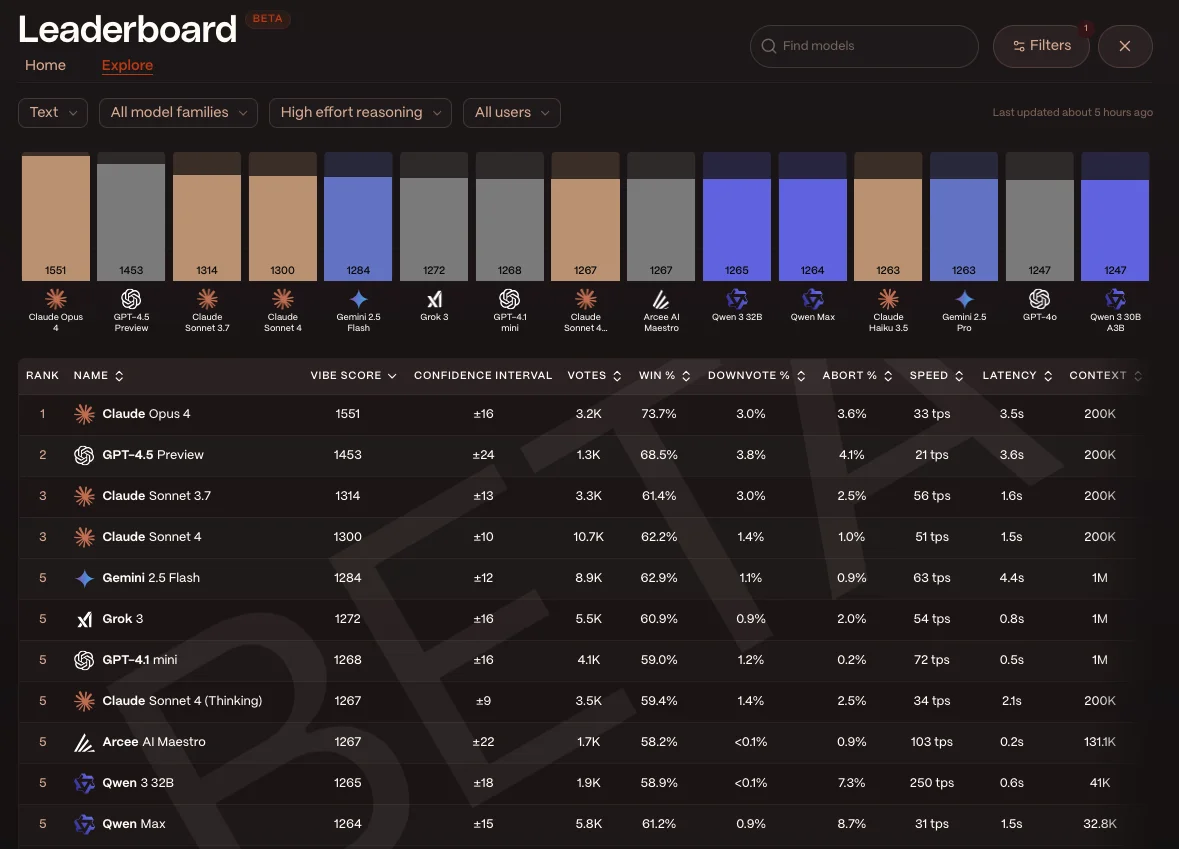 Leaderboard BETA
Home Explore
Find models
Filters 1
Text All model families High effort reasoning All users Last updated about 5 hours ago
1551 1453 1314 1300 1284 1272 1268 1267 1267 1265 1264 1263 1263 1247 1247
Claude Opus 4
GPT-4.5 Preview
Claude Sonnet 3.7
Claude Sonnet 4
Gemini 2.5 Flash
Grok 3
GPT-4.1 mini
Claude Sonnet 4...
Arcee AI Maestro
Qwen 3 32B
Qwen Max
Claude Haiku 3.5
Gemini 2.5 Pro
GPT-4o
Qwen 3 30B A3B
RANK NAME VIBE SCORE CONFIDENCE INTERVAL VOTES WIN % DOWNVOTE % ABORT % SPEED LATENCY CONTEXT
1 Claude Opus 4 1551 ±16 3.2K 73.7% 3.0% 3.6% 33 tps 3.5s 200K
2 GPT-4.5 Preview 1453 ±24 1.3K 68.5% 3.8% 4.1% 21 tps 3.6s 200K
3 Claude Sonnet 3.7 1314 ±13 3.3K 61.4% 3.0% 2.5% 56 tps 1.6s 200K
3 Claude Sonnet 4 1300 ±10 10.7K 62.2% 1.4% 1.0% 51 tps 1.5s 200K
5 Gemini 2.5 Flash 1284 ±12 8.9K 62.9% 1.1% 0.9% 63 tps 4.4s 1M
5 Grok 3 1272 ±16 5.5K 60.9% 0.9% 2.0% 54 tps 0.8s 1M
5 GPT-4.1 mini 1268 ±16 4.1K 59.0% 1.2% 0.2% 72 tps 0.5s 1M
5 Claude Sonnet 4 (Thinking) 1267 ±9 3.5K 59.4% 1.4% 2.5% 34 tps 2.1s 200K
5 Arcee AI Maestro 1267 ±22 1.7K 58.2% <0.1% 0.9% 103 tps 0.2s 131.1K
5 Qwen 3 32B 1265 ±18 1.9K 58.9% <0.1% 7.3% 250 tps 0.6s 41K
5 Qwen Max 1264 ±15 5.8K 61.2% 0.9% 8.7% 31 tps 1.5s 32.8K
BETA